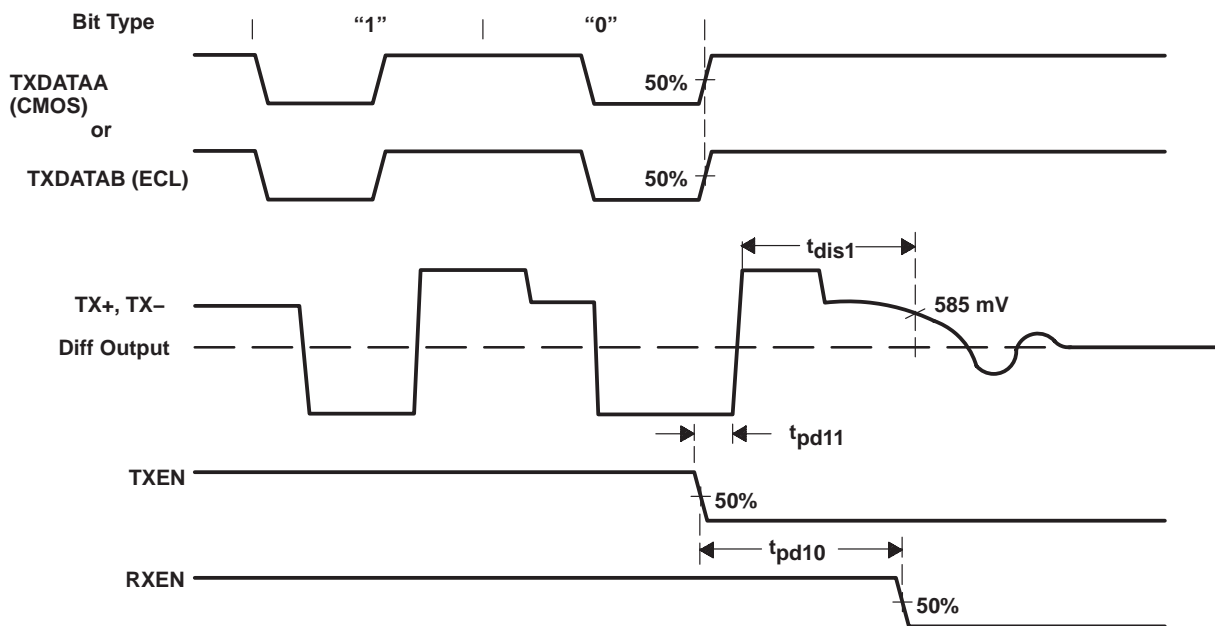 Bit Type
“1”
“0”
TXDATAA
(CMOS)
or
50%
TXDATAB (ECL)
50%
tdis1
TX+, TX–
585 mV
Diff Output
tpd11
TXEN
50%
tpd10
RXEN
50%